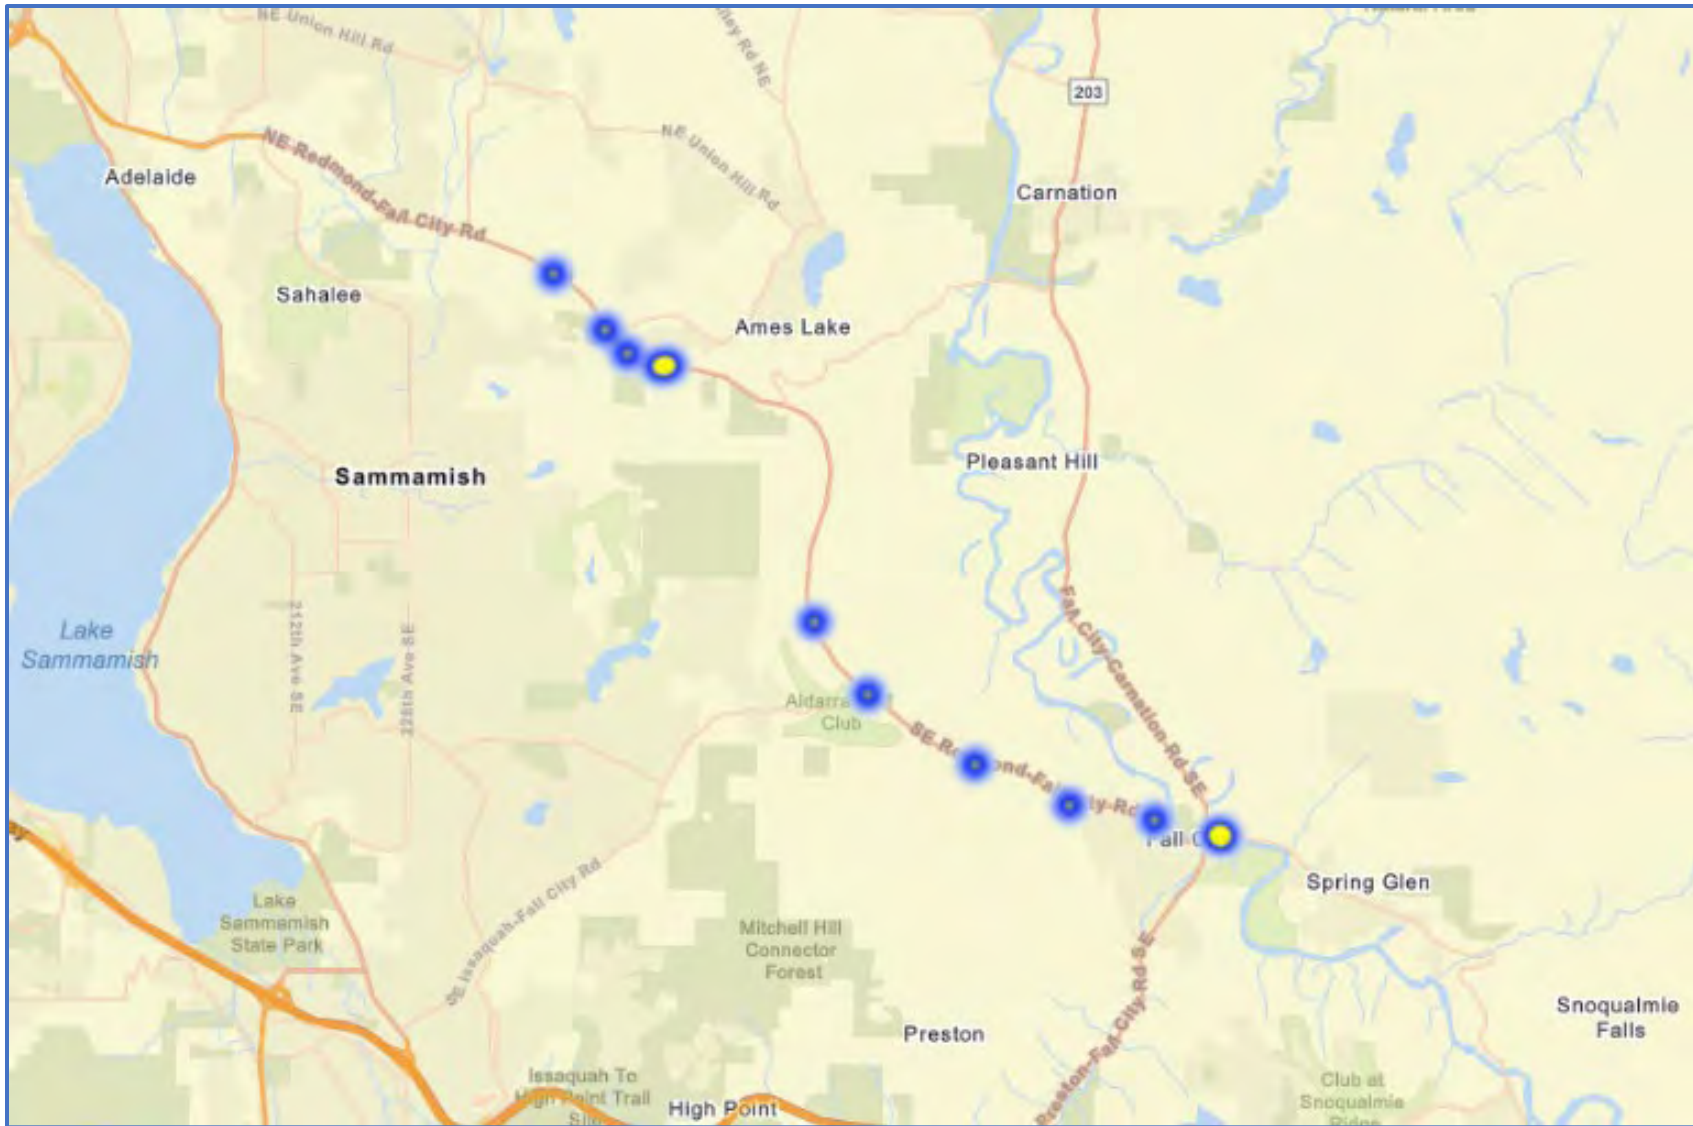 NE Union Hill Rd
203
NE Union Hill Rd
NE Redmond-Fall City Rd
Adelaide
Carnation
Sahalee
Ames Lake
Pleasant Hill
Sammamish
Lake
Sammamish
212th Ave SE
228th Ave SE
Fall City-Carnation Rd SE
Club
Spring Glen
SE Issaquah-Fall City Rd
Lake
Sammamish
State Park
Mitchell Hill
Connector
Forest
Preston-Fall City Rd SE
Preston
Snoqualmie
Falls
Issaquah To
High Point Trail
High Point
Club at
Snoqualmie